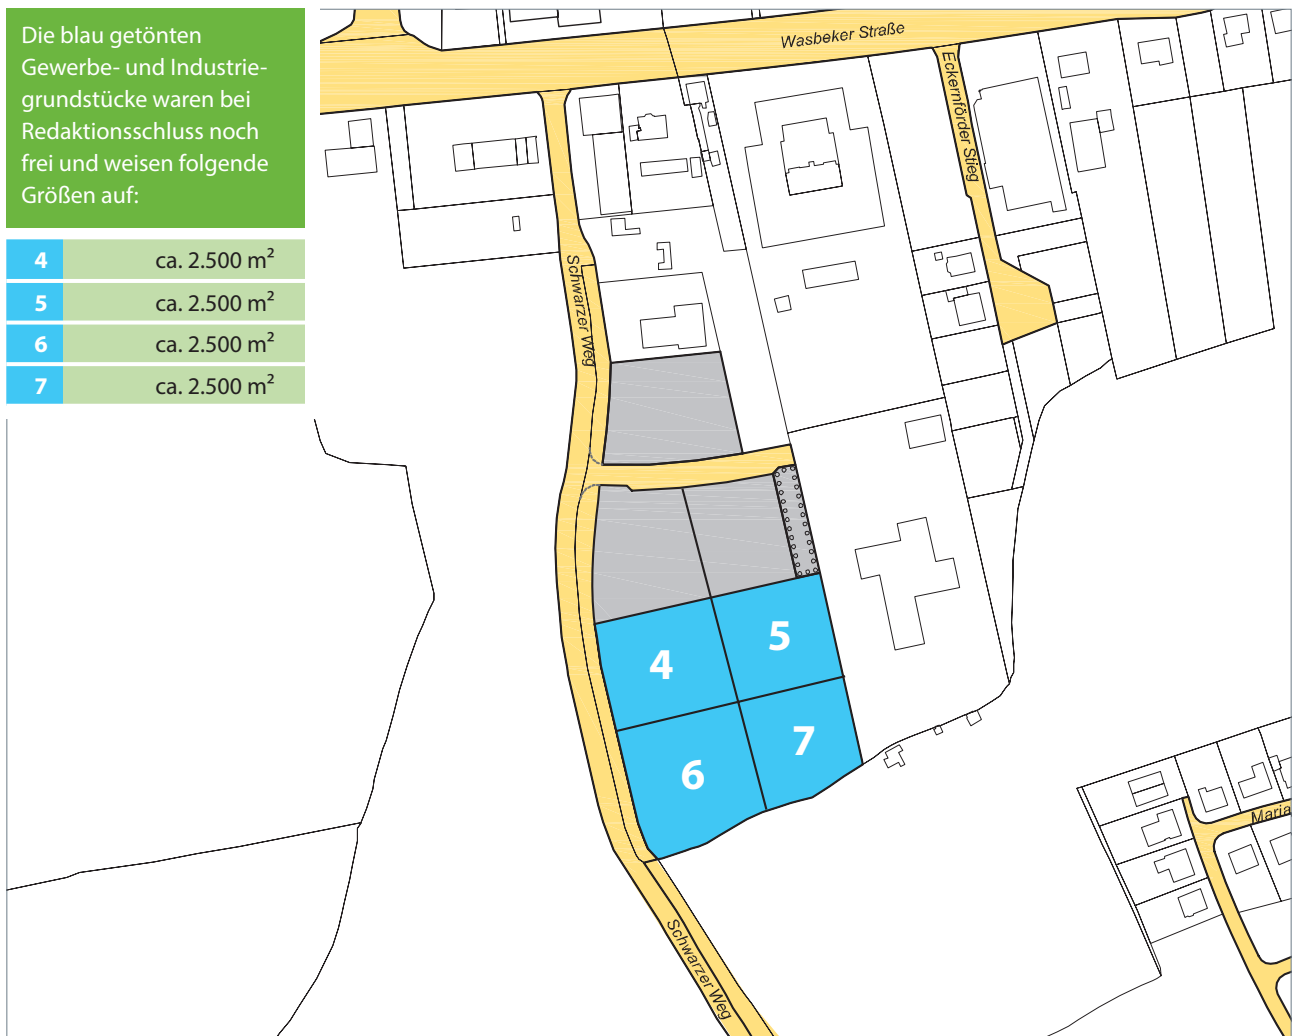 Die blau getönten
Gewerbe- und Industrie-
grundstücke waren bei
Redaktionsschluss noch
frei und weisen folgende
Größen auf:
4 ca. 2.500 m²
5 ca. 2.500 m²
6 ca. 2.500 m²
7 ca. 2.500 m²
Wasbeker Straße
Eckernförder Stieg
Schwarzer Weg
4
5
6
7
Maria
Schwarzer Weg